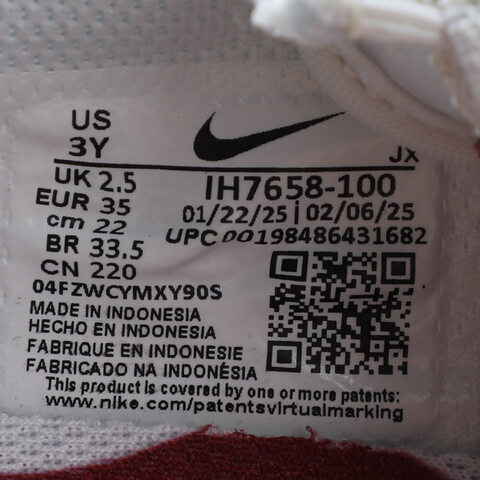 US
3Y
Jx
UK 2.5
EUR 35
cm 22
BR 33.5
CN 220
IH7658-100
01/22/25 | 02/06/25
UPC 00198486431682
04FZWCYMXY90S
MADE IN INDONESIA
HECHO EN INDONESIA
FABRIQUE EN INDONESIE
FABRICADO NA INDONÉSIA
This product is covered by one or more patents:
www.nike.com/patentsvirtualmarking